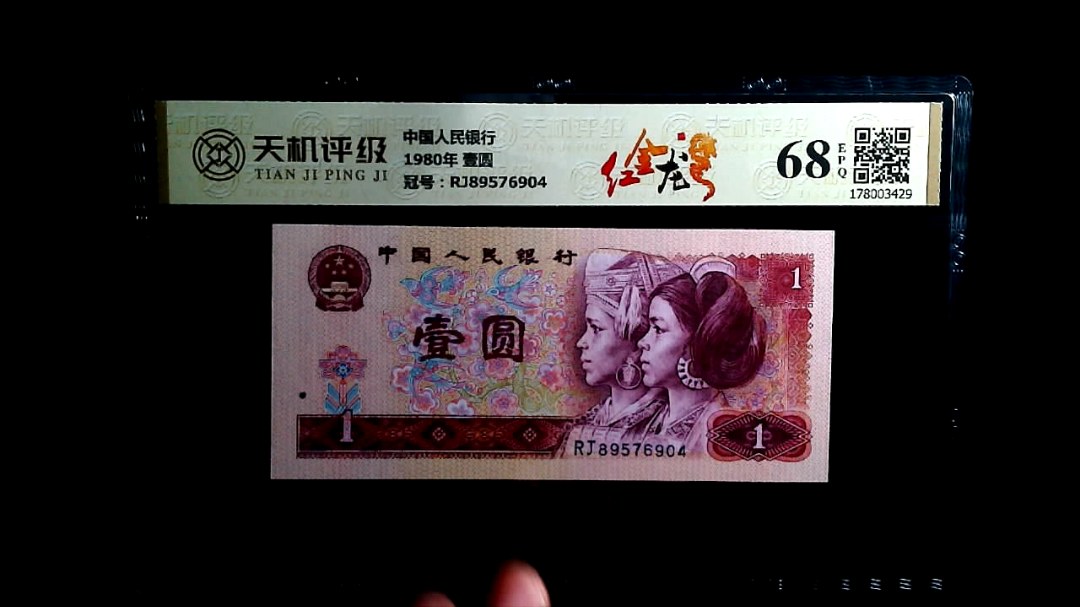 天机评级
TIAN JI PING JI
中国人民银行
1980年 壹圆
冠号：RJ89576904
红金龙
68
EPQ
178003429
中国人民银行
1
壹圆
1
1
RJ89576904